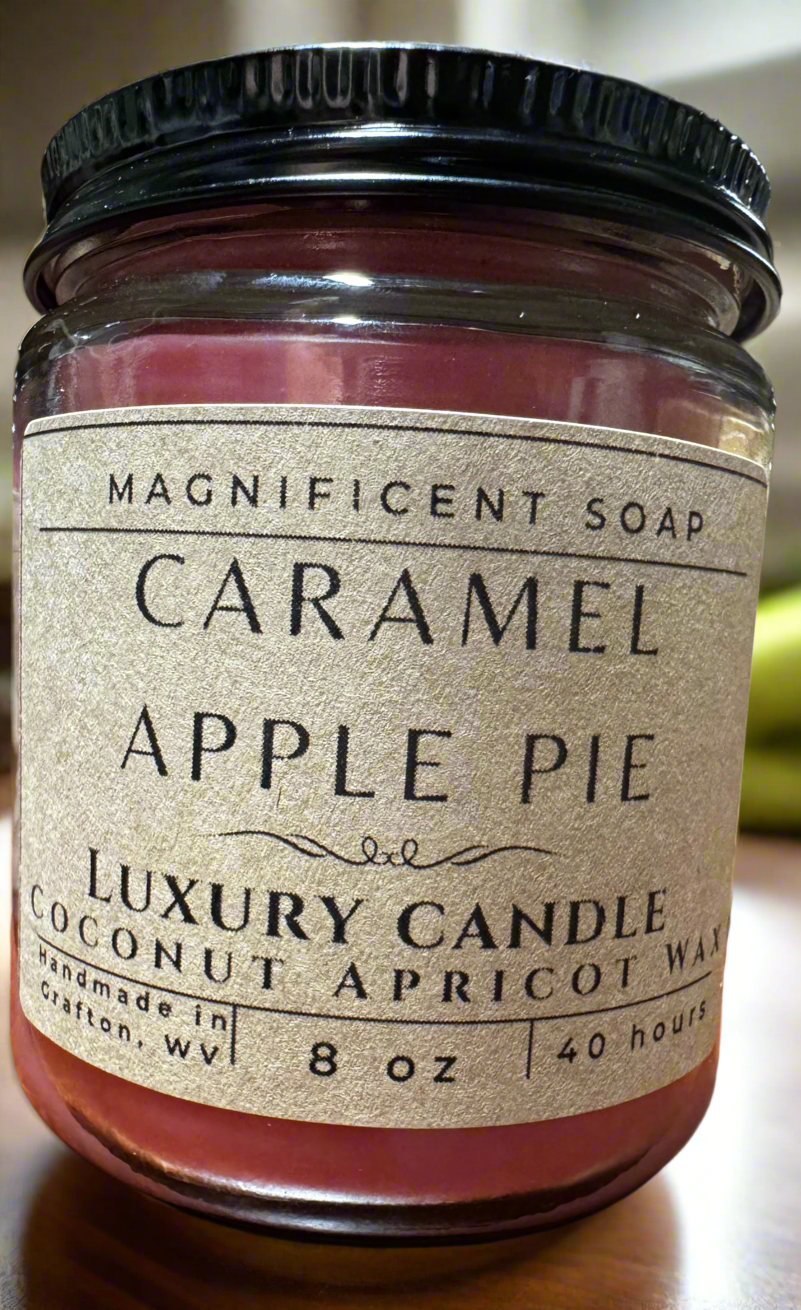 MAGNIFICENT SOAP
CARAMEL
APPLE PIE
LUXURY CANDLE
COCONUT APRICOT WAX
Handmade in
Grafton, WV
8 oz
40 hours